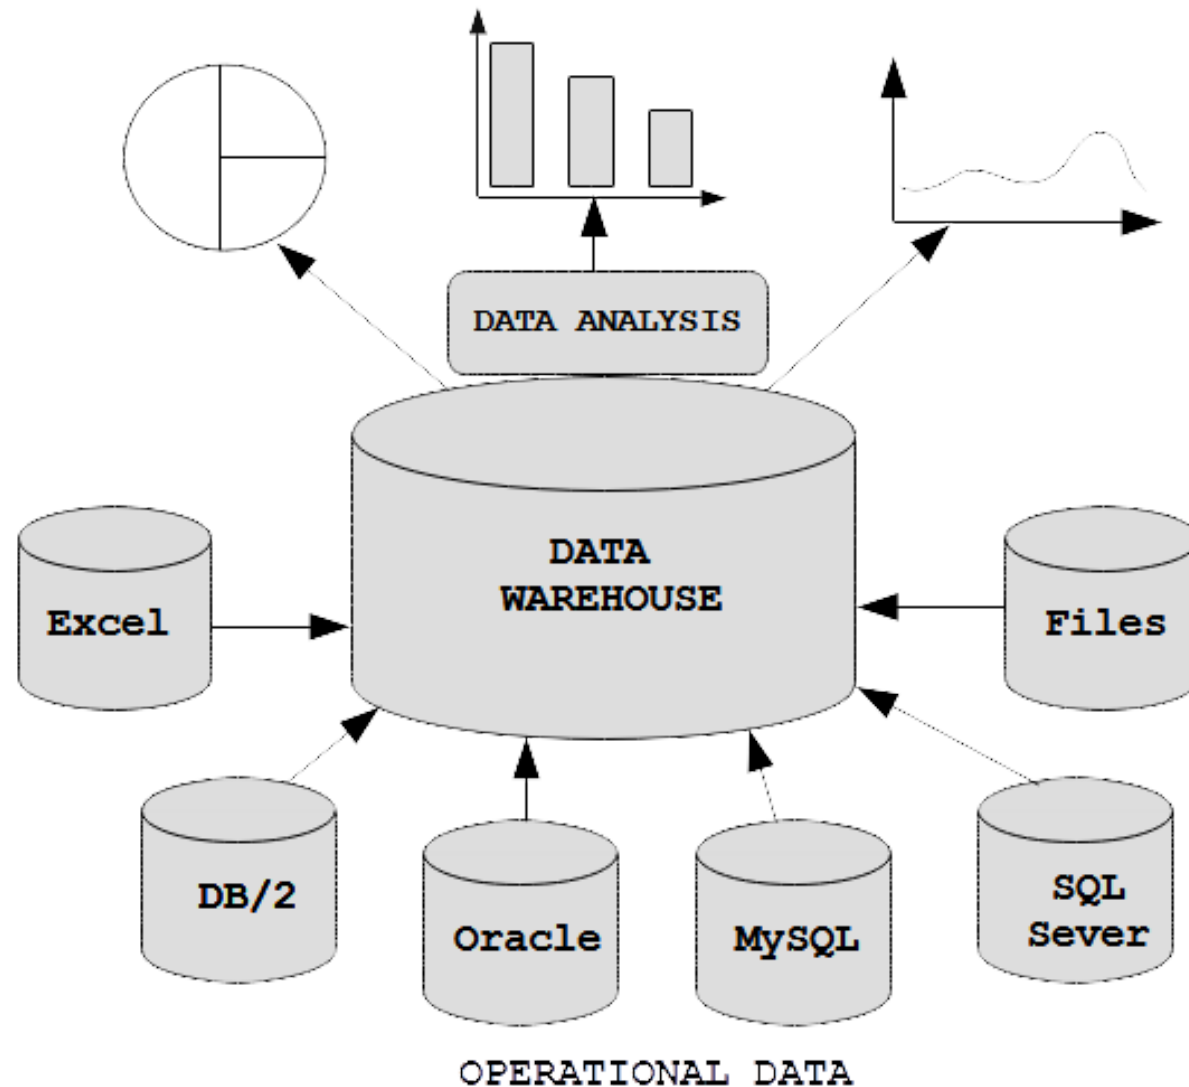 DATA ANALYSIS
DATA
WAREHOUSE
Excel
Files
DB/2
Oracle
MySQL
SQL
Sever
OPERATIONAL DATA